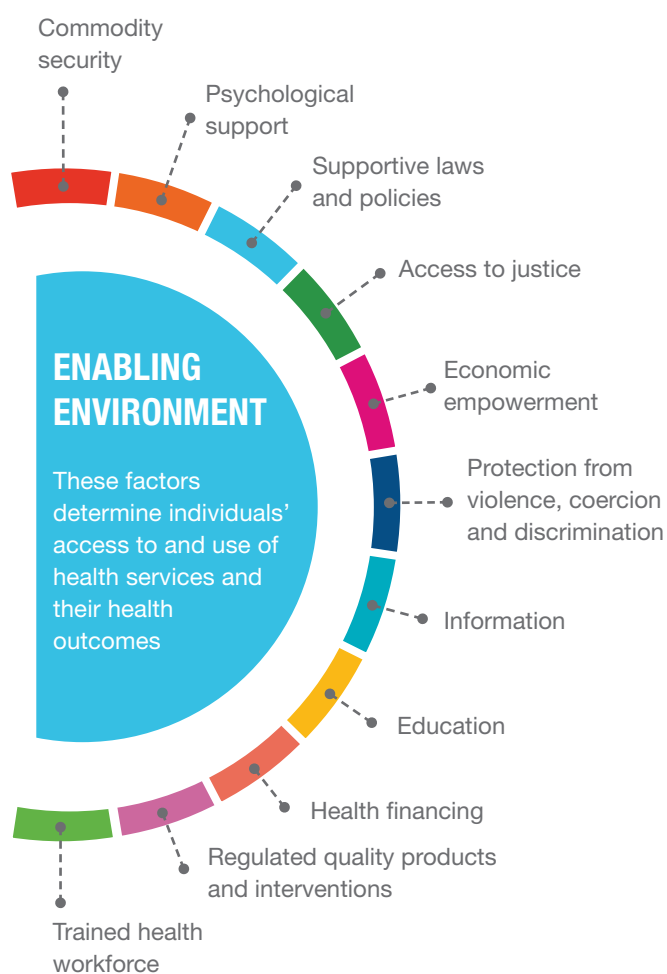 Commodity
security
Psychological
support
Supportive laws
and policies
Access to justice
Economic
empowerment
Protection from
violence, coercion
and discrimination
Information
Education
Health financing
Regulated quality products
and interventions
Trained health
workforce
ENABLING
ENVIRONMENT
These factors
determine individuals’
access to and use of
health services and
their health
outcomes